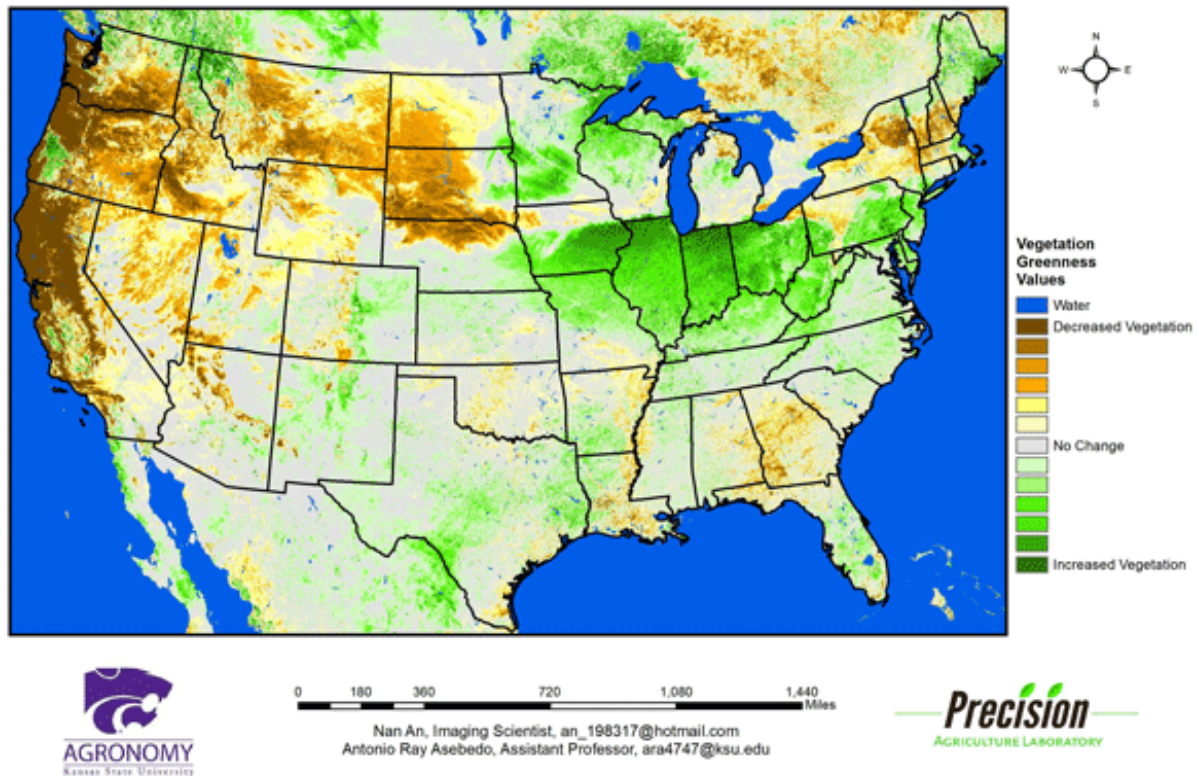 N
W E
S
Vegetation
Greenness
Values
Water
Decreased Vegetation
No Change
Increased Vegetation
0 180 360 720 1,080 1,440
Miles
Nan An, Imaging Scientist, an_198317@hotmail.com
Antonio Ray Asebedo, Assistant Professor, ara4747@ksu.edu
AGRONOMY
Kansas State University
Precision
AGRICULTURE LABORATORY